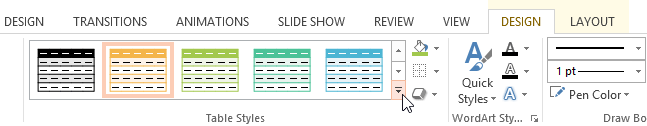 DESIGN TRANSITIONS ANIMATIONS SLIDE SHOW REVIEW VIEW DESIGN LAYOUT
A A
Quick
Styles
A
A
1 pt
Pen Color
Table Styles WordArt Sty... Draw Bo